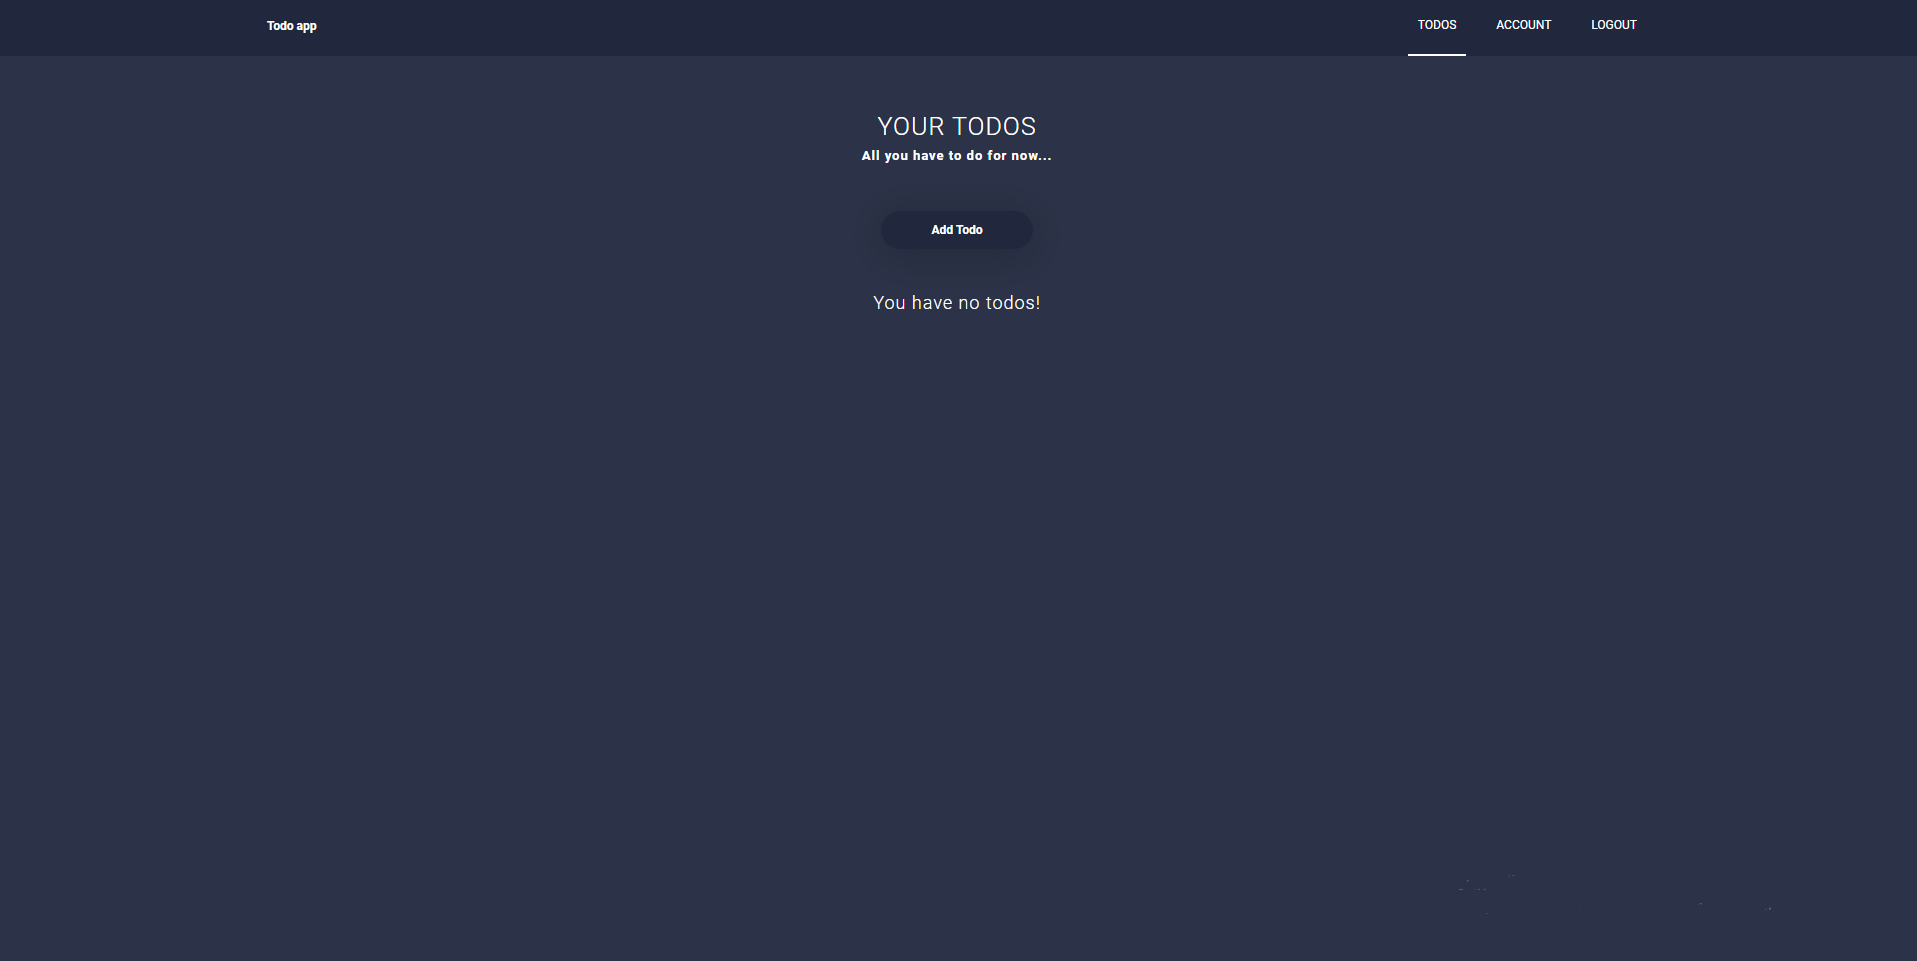 Todo app
TODOS
ACCOUNT
LOGOUT
YOUR TODOS
All you have to do for now...
Add Todo
You have no todos!